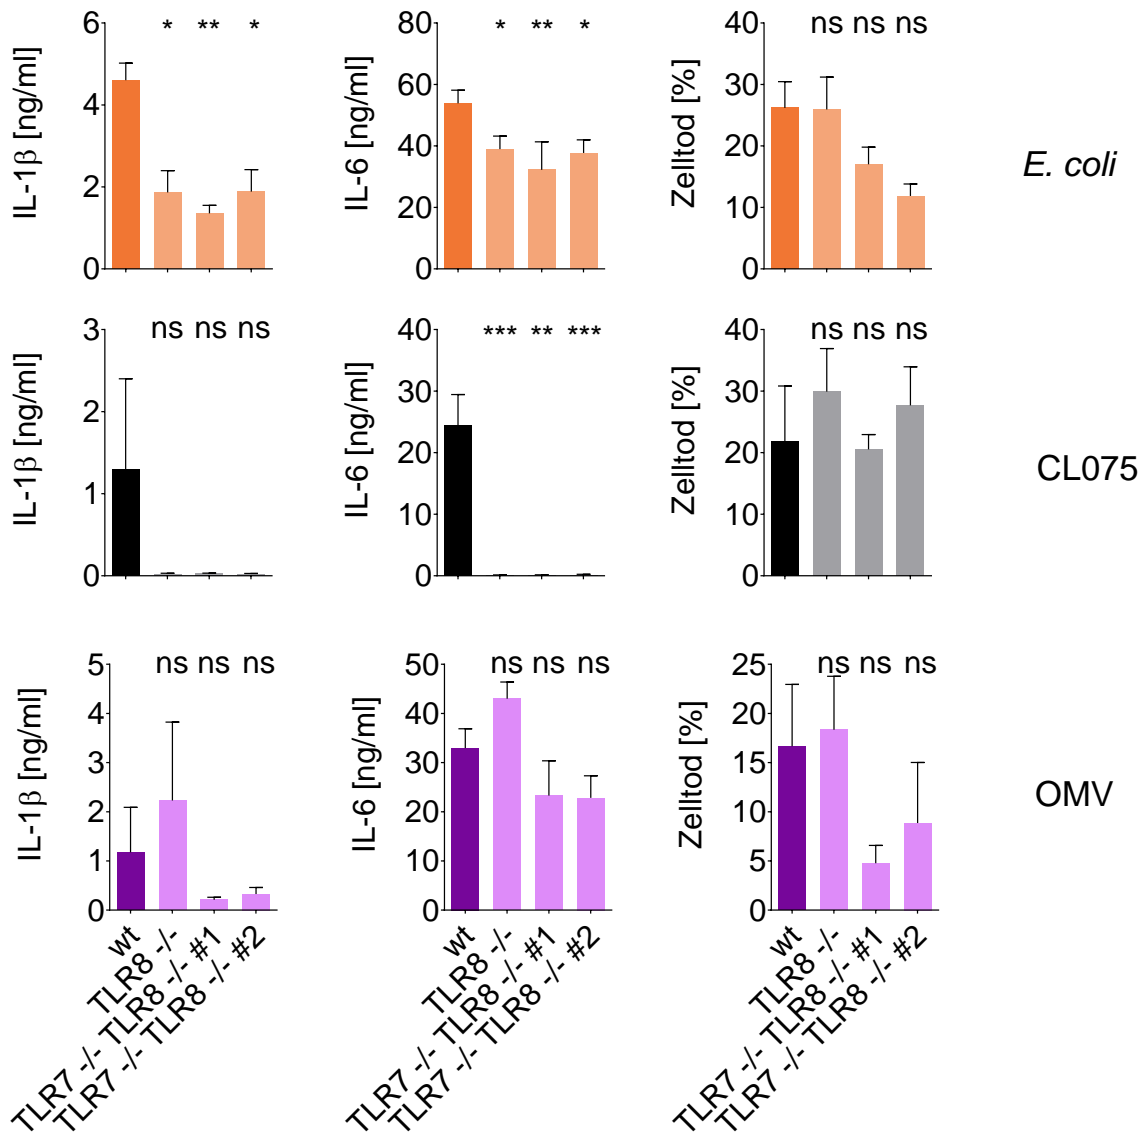 IL-1β [ng/ml]
6
4
2
0
* ** *
IL-6 [ng/ml]
80
60
40
20
0
* ** *
Zelltod [%]
40
30
20
10
0
ns ns ns
E. coli
IL-1β [ng/ml]
3
2
1
0
ns ns ns
IL-6 [ng/ml]
40
30
20
10
0
*** ** ***
Zelltod [%]
40
30
20
10
0
ns ns ns
CL075
IL-1β [ng/ml]
5
4
3
2
1
0
ns ns ns
wt
TLR8 -/-
TLR7 -/- TLR8 -/- #1
TLR7 -/- TLR8 -/- #2
IL-6 [ng/ml]
50
40
30
20
10
0
ns ns ns
wt
TLR8 -/-
TLR7 -/- TLR8 -/- #1
TLR7 -/- TLR8 -/- #2
Zelltod [%]
25
20
15
10
5
0
ns ns ns
wt
TLR8 -/-
TLR7 -/- TLR8 -/- #1
TLR7 -/- TLR8 -/- #2
OMV